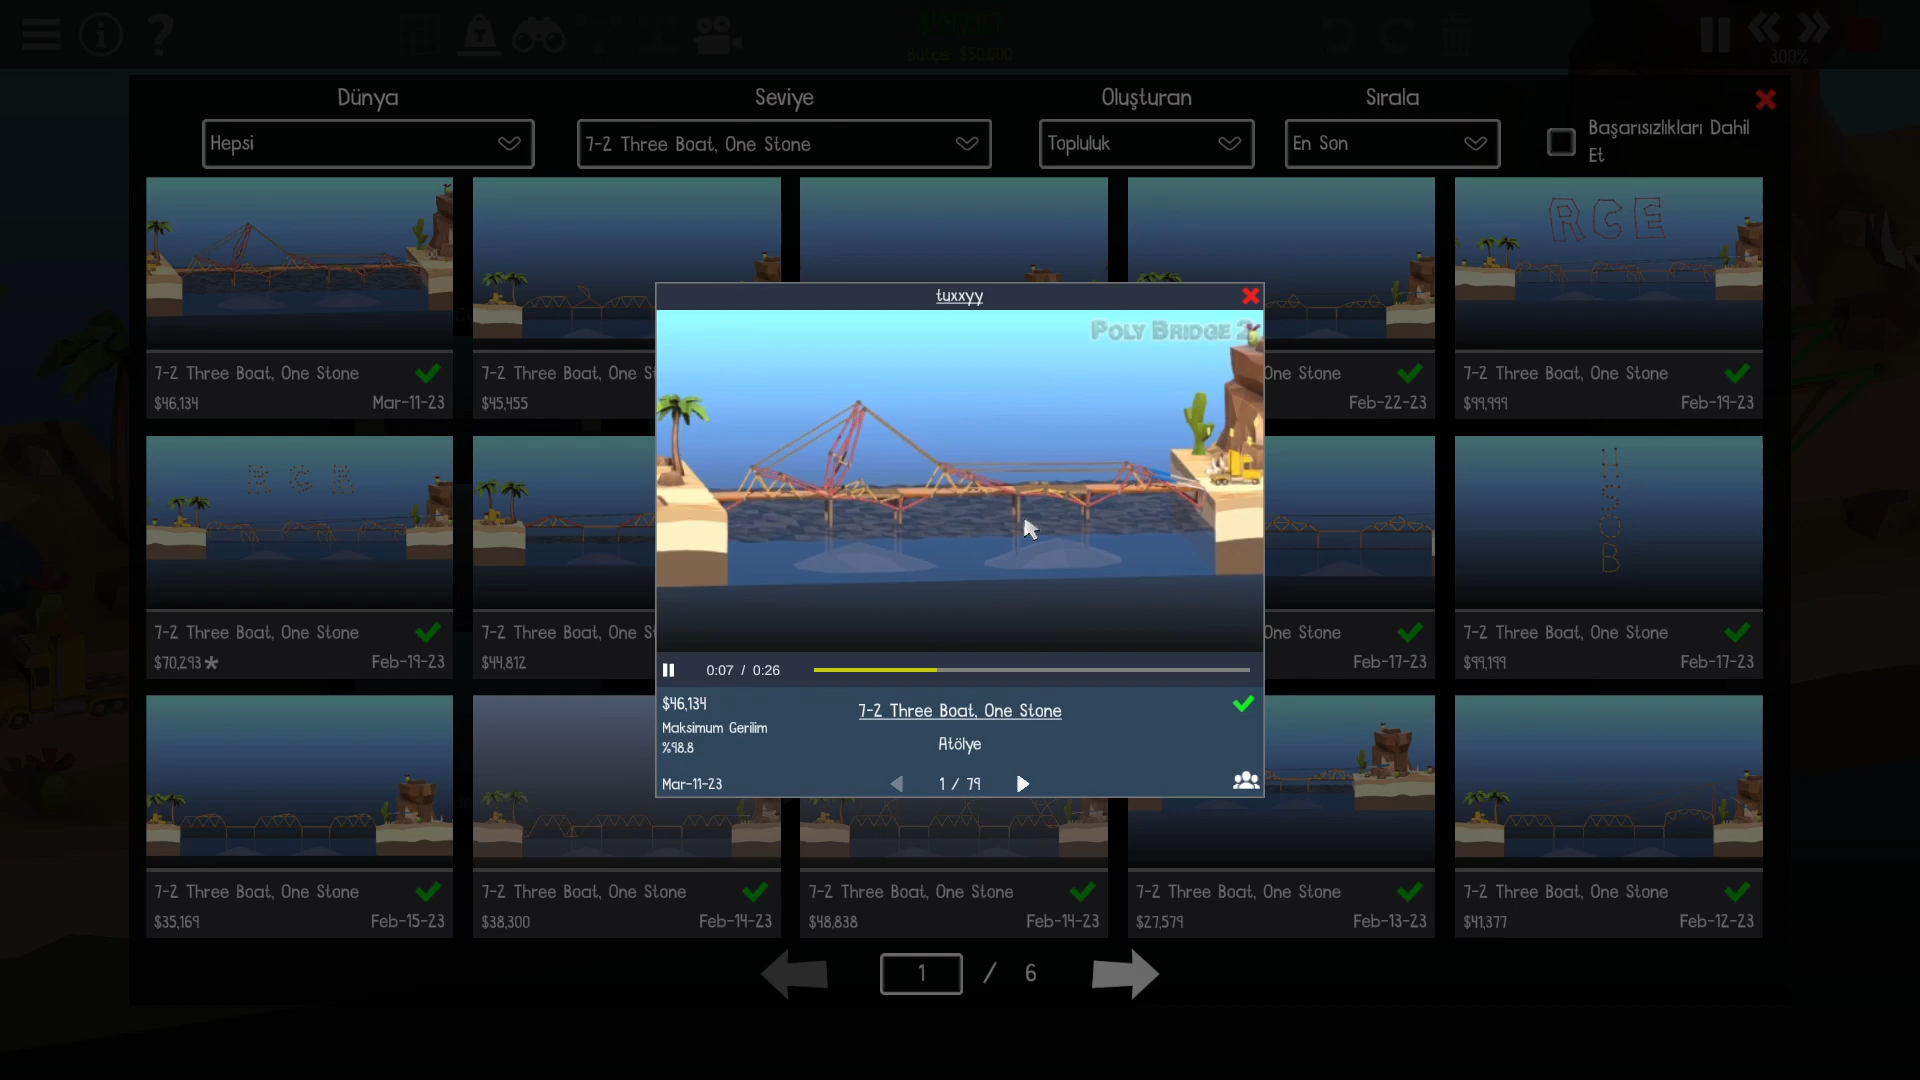 Bütçe: $50,000
300%
Dünya
Seviye
Oluşturan
Sırala
Hepsi
7-2 Three Boat, One Stone
Topluluk
En Son
Başarısızlıkları Dahil
Et
RCE
7-2 Three Boat, One Stone
$46,134
Mar-11-23
7-2 Three Boat, One S
$45,455
One Stone
Feb-22-23
7-2 Three Boat, One Stone
$99,999
Feb-19-23
tuxxyy
POLY BRIDGE 2
R C E
7-2 Three Boat, One Stone
$70,293*
Feb-19-23
7-2 Three Boat, One S
$44,812
One Stone
Feb-17-23
7-2 Three Boat, One Stone
$99,199
Feb-17-23
0:07 / 0:26
$46,134
7-2 Three Boat, One Stone
Maksimum Gerilim
%98.8
Atölye
Mar-11-23
1 / 79
7-2 Three Boat, One Stone
$35,169
Feb-15-23
7-2 Three Boat, One Stone
$38,300
Feb-14-23
7-2 Three Boat, One Stone
$48,838
Feb-14-23
7-2 Three Boat, One Stone
$27,579
Feb-13-23
7-2 Three Boat, One Stone
$41,377
Feb-12-23
1 / 6